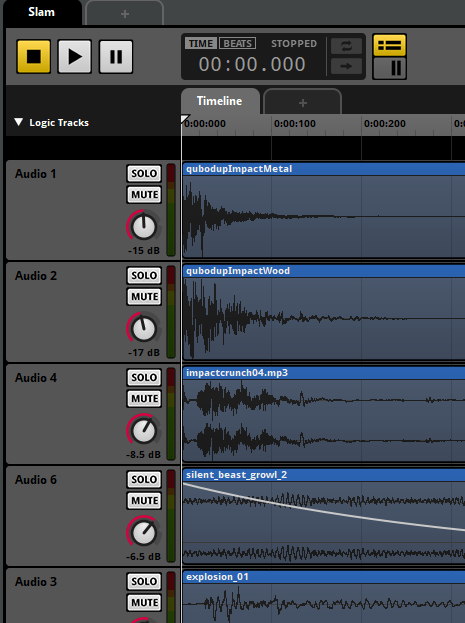 Slam
+
TIME BEATS STOPPED
00:00.000
Timeline
+
▼ Logic Tracks
0:00:000 0:00:100 0:00:200 0:0
Audio 1
SOLO
MUTE
-15 dB
qubodupImpactMetal
Audio 2
SOLO
MUTE
-17 dB
qubodupImpactWood
Audio 4
SOLO
MUTE
-8.5 dB
impactcrunch04.mp3
Audio 6
SOLO
MUTE
-6.5 dB
silent_beast_growl_2
Audio 3
SOLO
MUTE
explosion_01